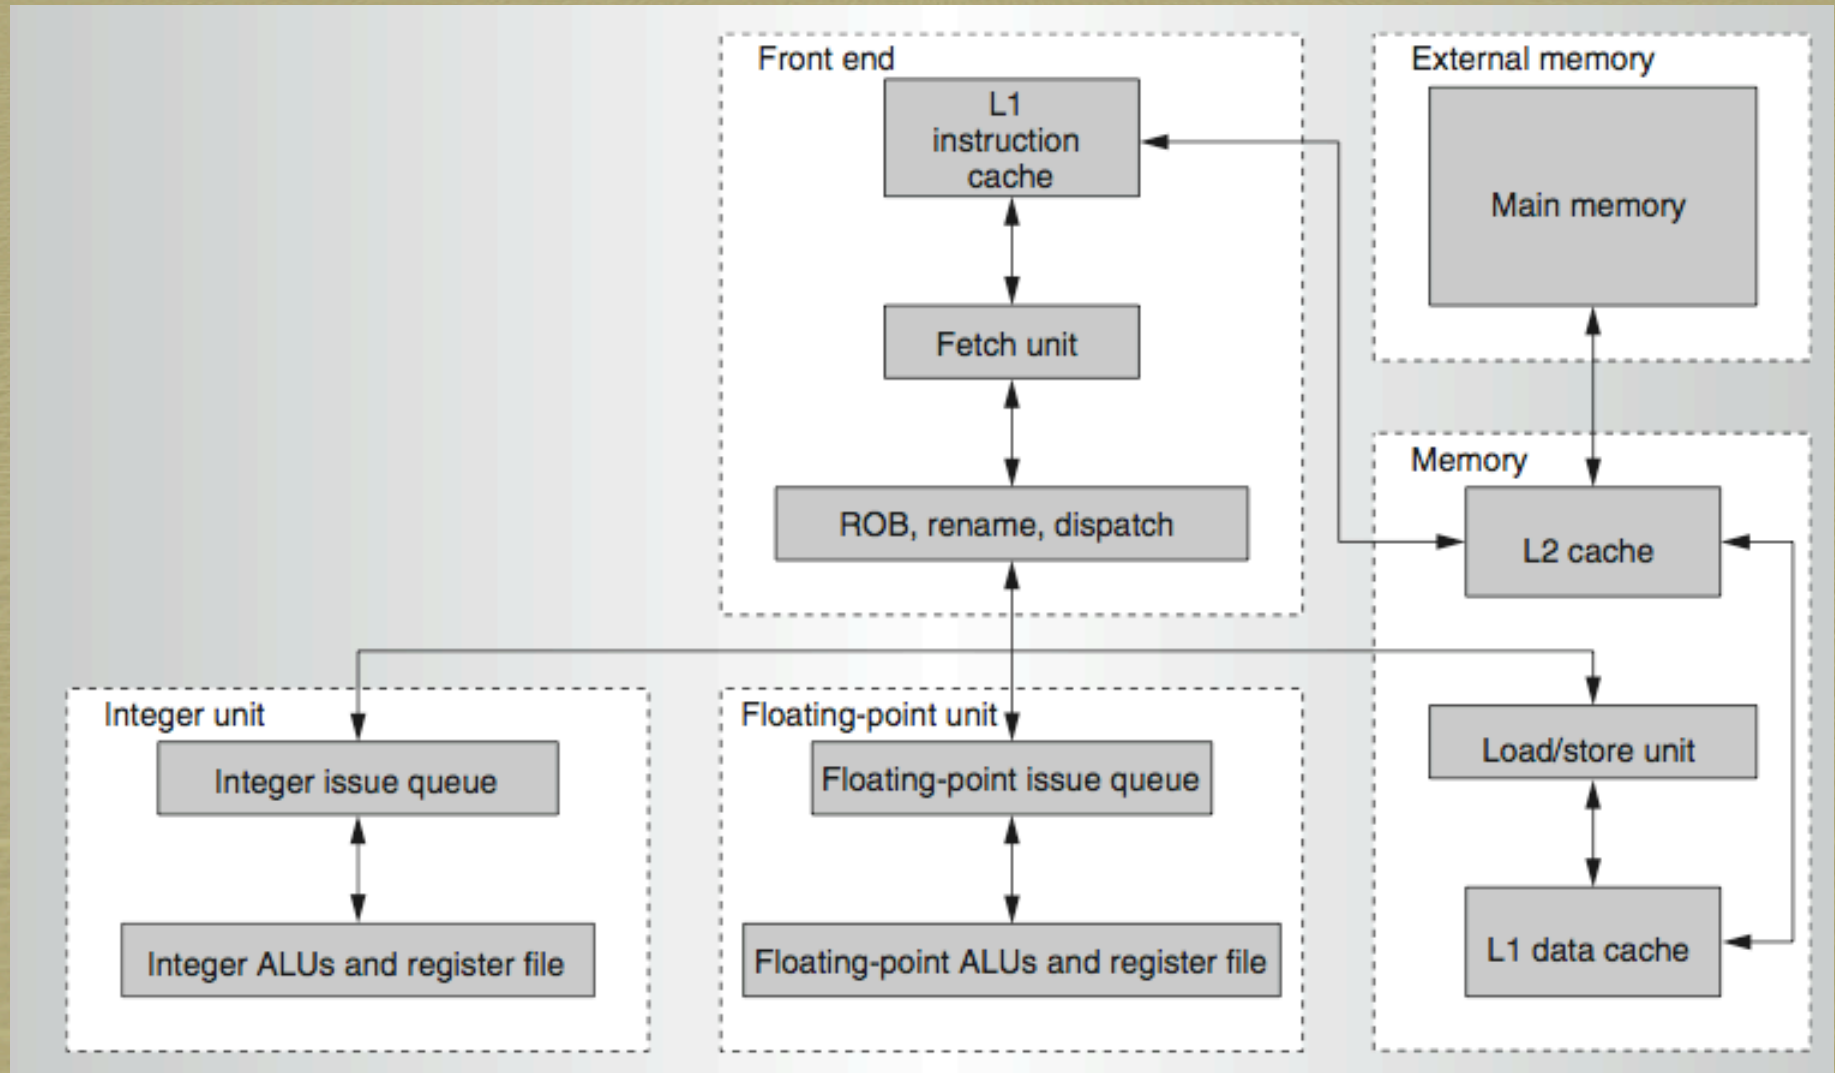 Front end
L1
instruction
cache
Fetch unit
ROB, rename, dispatch
External memory
Main memory
Memory
L2 cache
Load/store unit
L1 data cache
Integer unit
Integer issue queue
Integer ALUs and register file
Floating-point unit
Floating-point issue queue
Floating-point ALUs and register file